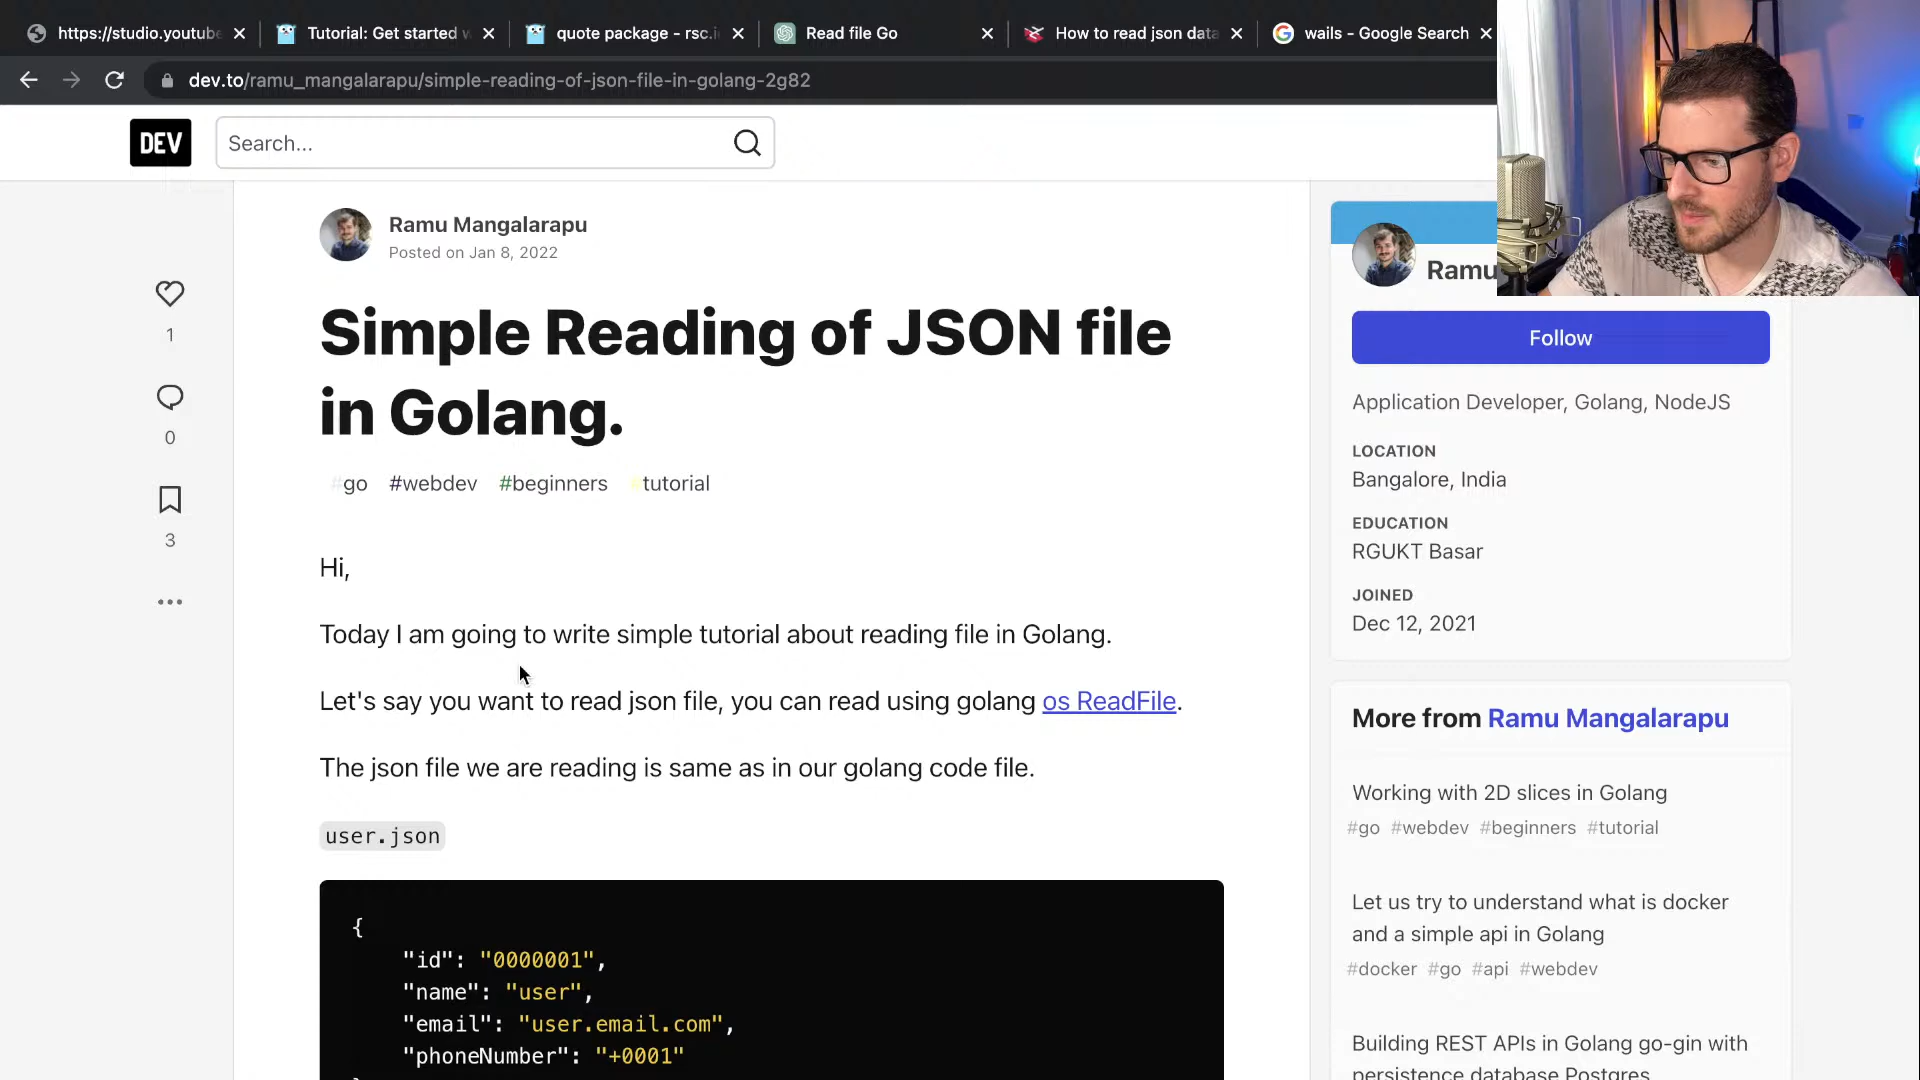 https://studio.youtube
Tutorial: Get started w
quote package - rsc.i
Read file Go
How to read json data
wails - Google Search
dev.to/ramu_mangalarapu/simple-reading-of-json-file-in-golang-2g82
DEV
Search...
Ramu Mangalarapu
Posted on Jan 8, 2022
1
0
3
Simple Reading of JSON file
in Golang.
#go #webdev #beginners #tutorial
Hi,
Today I am going to write simple tutorial about reading file in Golang.
Let's say you want to read json file, you can read using golang os ReadFile.
The json file we are reading is same as in our golang code file.
user.json
{
"id": "0000001",
"name": "user",
"email": "user.email.com",
"phoneNumber": "+0001"
Ramu
Follow
Application Developer, Golang, NodeJS
LOCATION
Bangalore, India
EDUCATION
RGUKT Basar
JOINED
Dec 12, 2021
More from Ramu Mangalarapu
Working with 2D slices in Golang
#go #webdev #beginners #tutorial
Let us try to understand what is docker
and a simple api in Golang
#docker #go #api #webdev
Building REST APIs in Golang go-gin with
persistence database Postgres